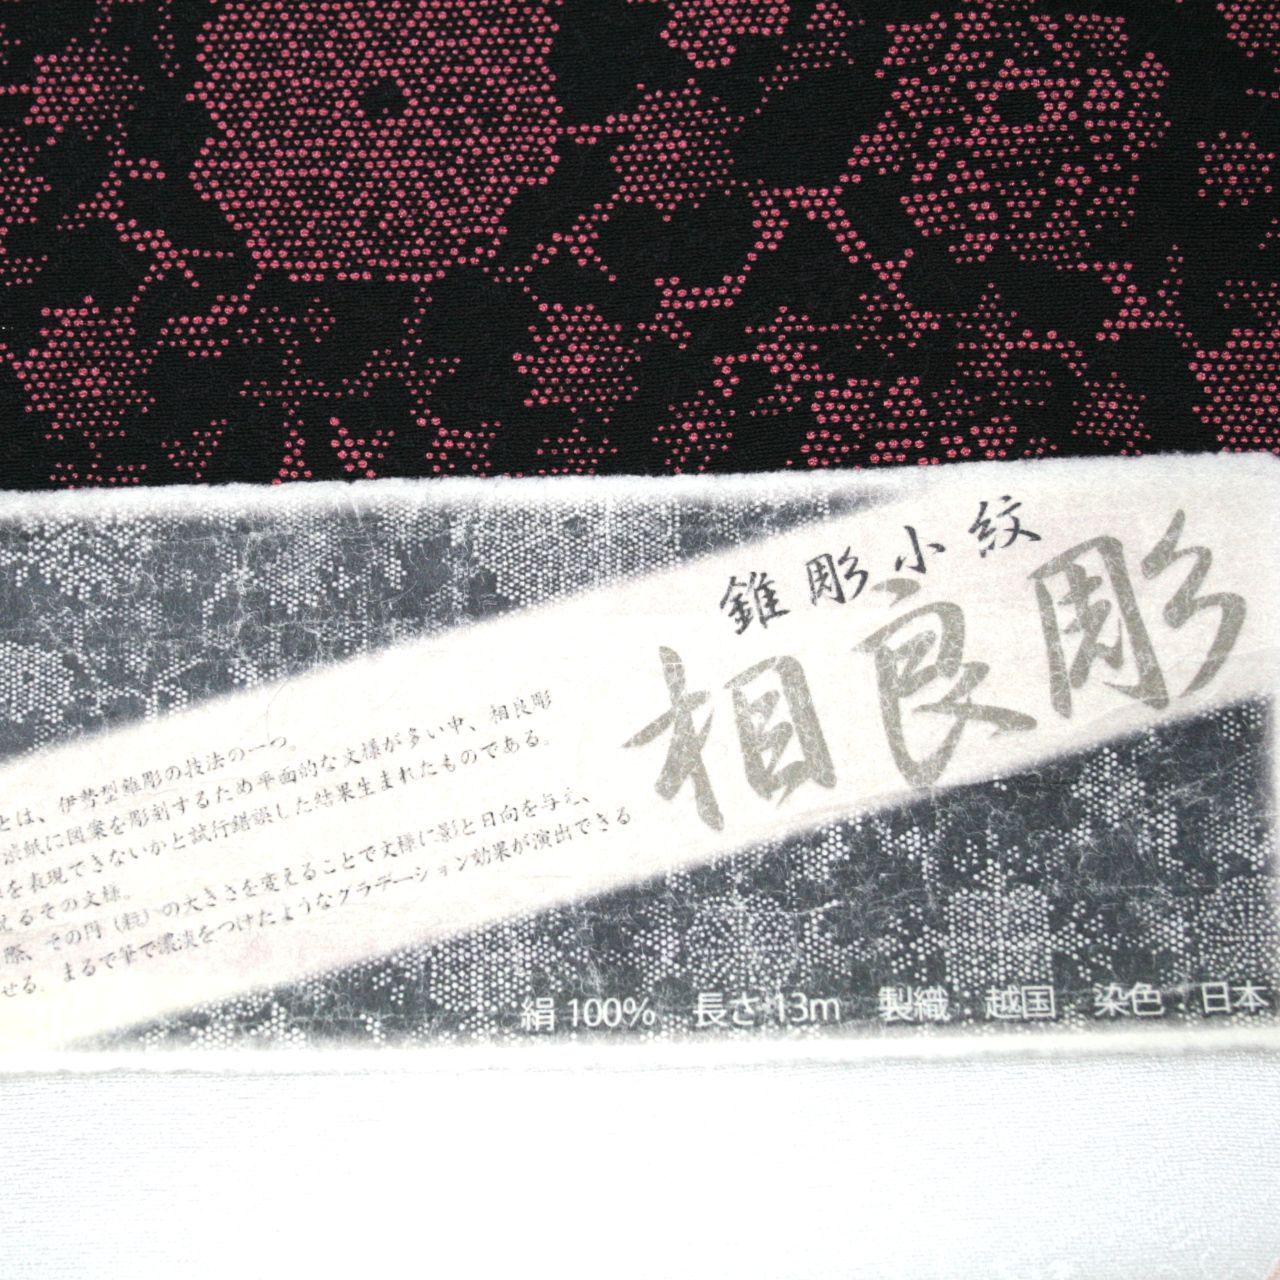 錐彫小紋
相良彫
とは、伊勢型錐彫の技法の一つ。
紙に図案を彫刻するため平面的な文様が多い中、相良彫
を表現できないかと試行錯誤した結果生まれたものである。
えるその文様。
際、その円(粒)の大きさを変えることで文様に影と日向を与え、
せる。まるで筆で濃淡をつけたようなグラデーション効果が演出できる
絹100% 長さ13m 製織:越国 染色:日本